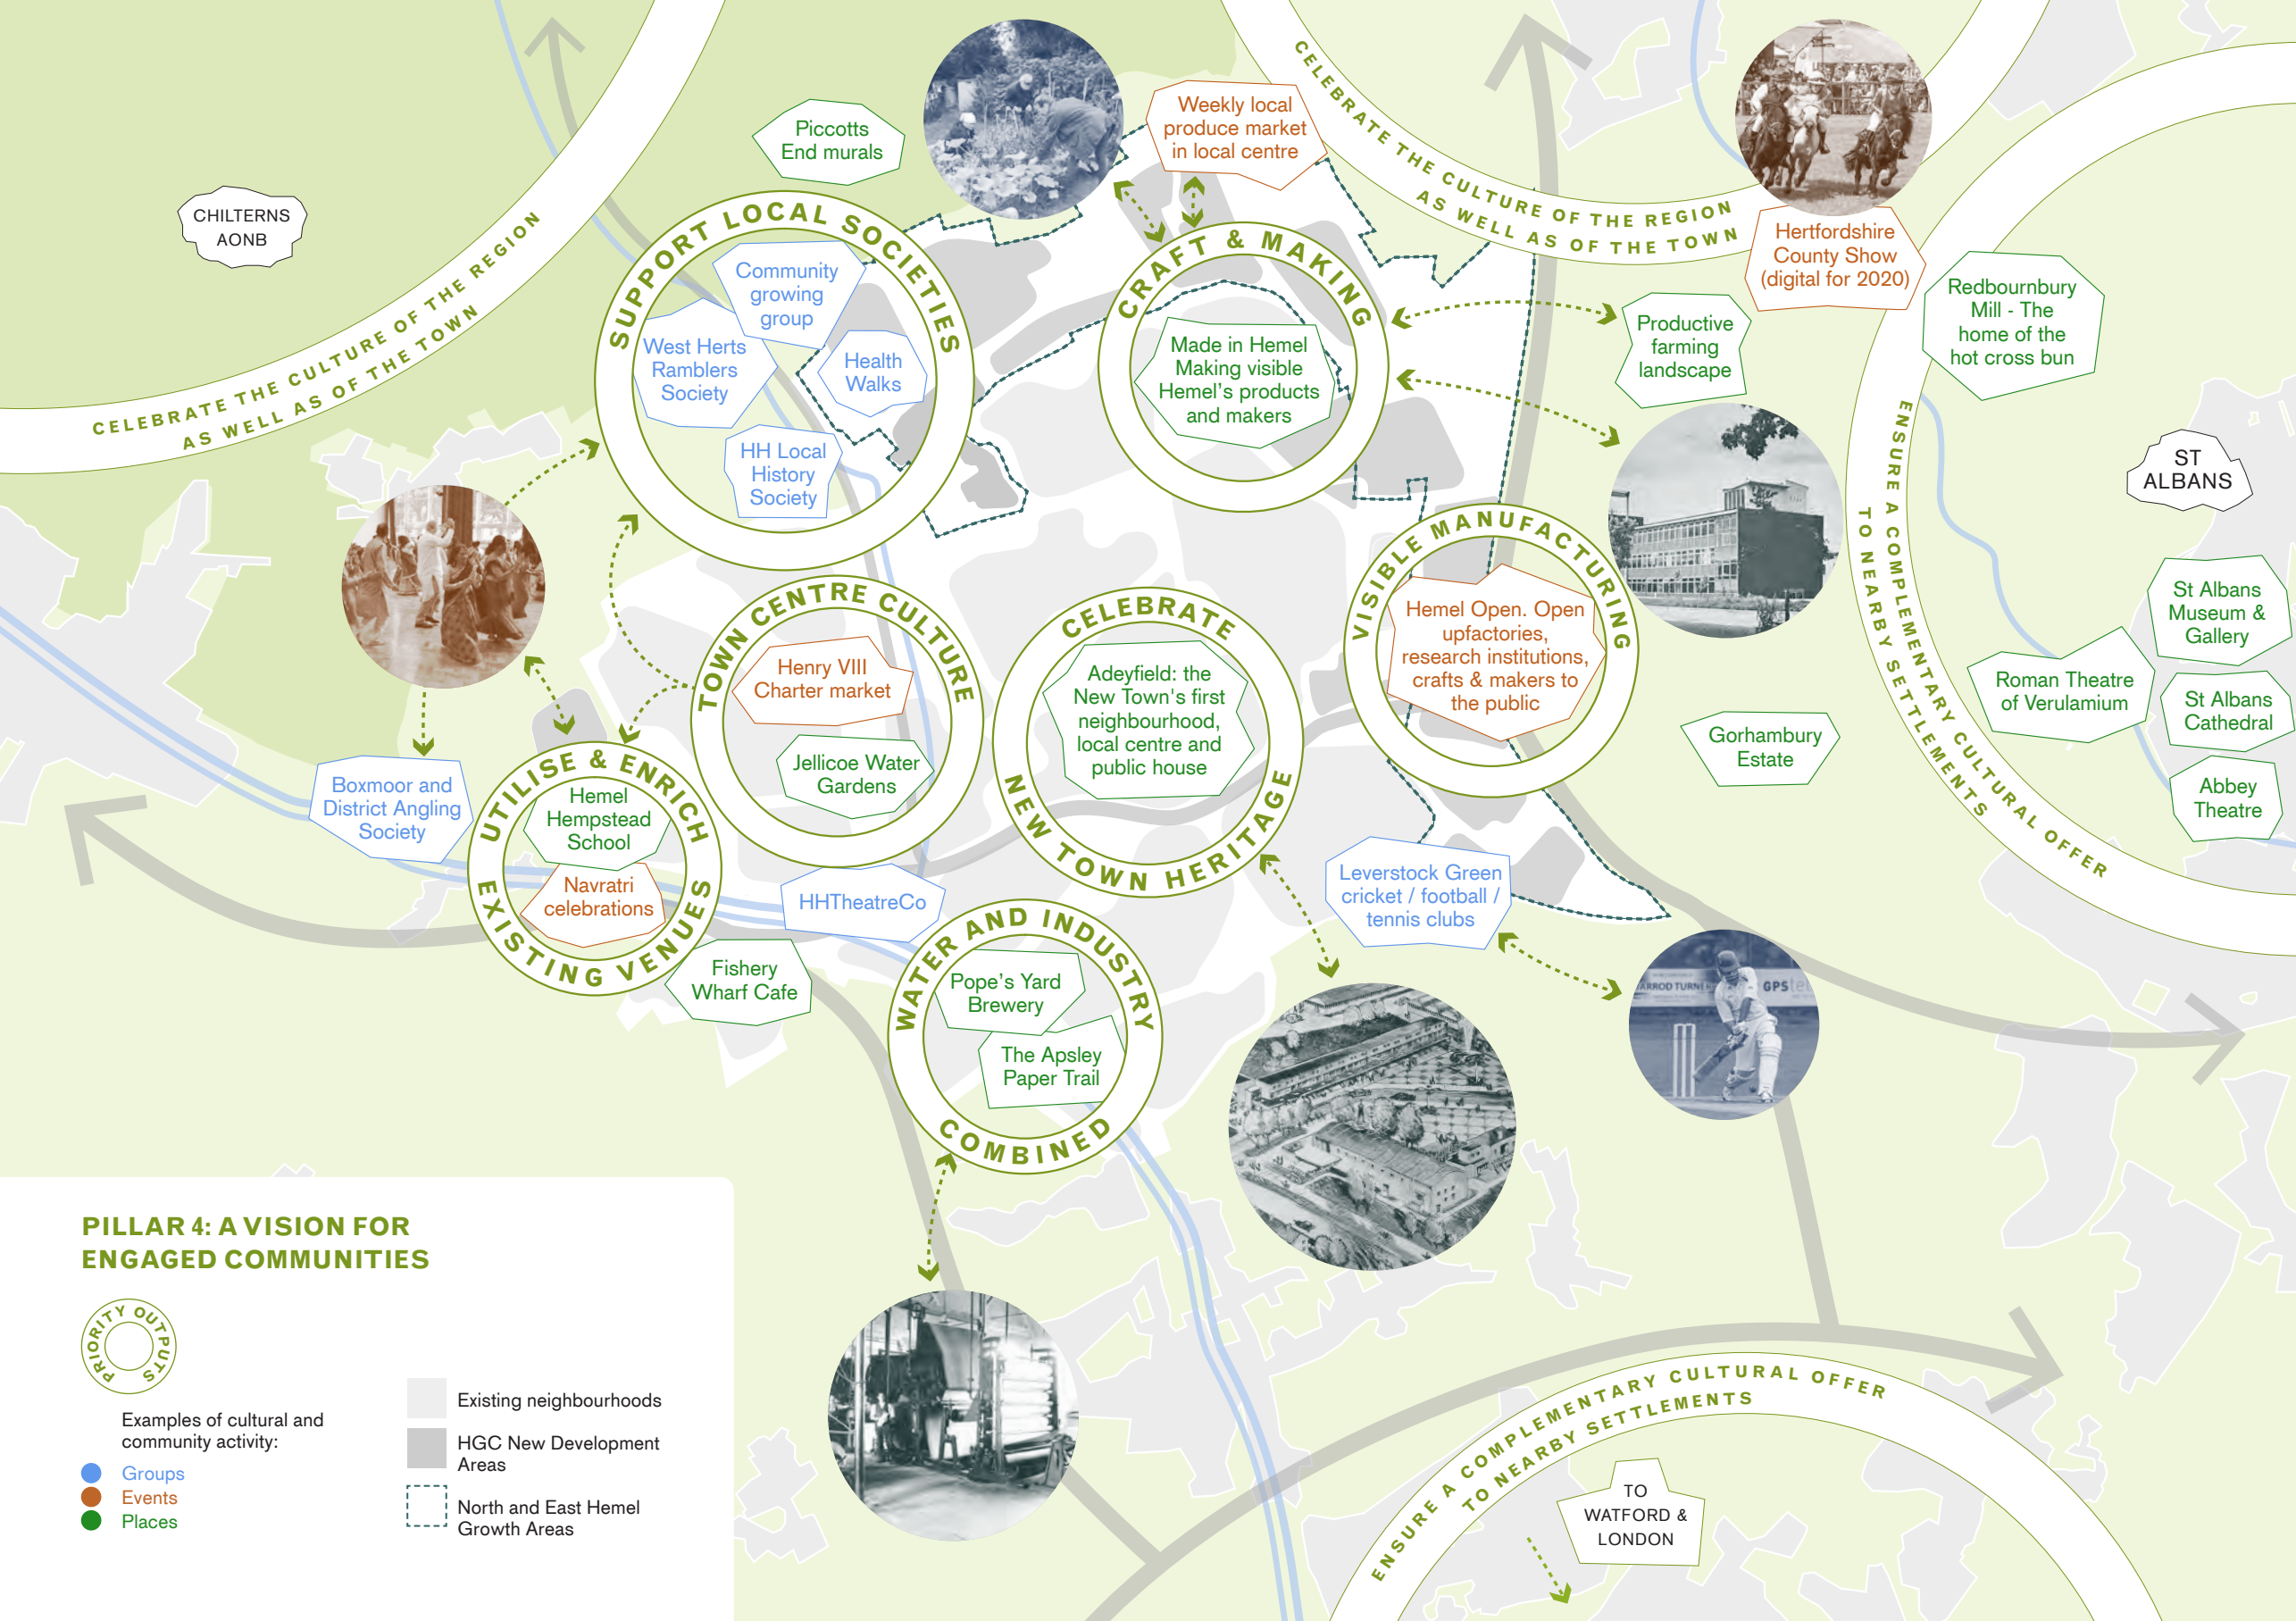 CELEBRATE THE CULTURE OF THE REGION
AS WELL AS OF THE TOWN
CHILTERNS
AONB
Piccotts
End murals
Weekly local
produce market
in local centre
CELEBRATE THE CULTURE OF THE REGION
AS WELL AS OF THE TOWN
Hertfordshire
County Show
(digital for 2020)
Redbournbury
Mill - The
home of the
hot cross bun
SUPPORT LOCAL SOCIETIES
Community
growing
group
West Herts
Ramblers
Society
Health
Walks
HH Local
History
Society
CRAFT & MAKING
Made in Hemel
Making visible
Hemel's products
and makers
Productive
farming
landscape
ENSURE A COMPLEMENTARY CULTURAL OFFER
TO NEARBY SETTLEMENTS
ST
ALBANS
St Albans
Museum &
Gallery
Roman Theatre
of Verulamium
St Albans
Cathedral
Abbey
Theatre
Gorhambury
Estate
VISIBLE MANUFACTURING
Hemel Open. Open
upfactories,
research institutions,
crafts & makers to
the public
TOWN CENTRE CULTURE
Henry VIII
Charter market
Jellicoe Water
Gardens
CELEBRATE
NEW TOWN HERITAGE
Adeyfield: the
New Town's first
neighbourhood,
local centre and
public house
Boxmoor and
District Angling
Society
UTILISE & ENRICH
EXISTING VENUES
Hemel
Hempstead
School
Navratri
celebrations
HHTheatreCo
Fishery
Wharf Cafe
Leverstock Green
cricket / football /
tennis clubs
ARROD TURNE
GPStel
WATER AND INDUSTRY
COMBINED
Pope's Yard
Brewery
The Apsley
Paper Trail
ENSURE A COMPLEMENTARY CULTURAL OFFER
TO NEARBY SETTLEMENTS
TO
WATFORD &
LONDON
PILLAR 4: A VISION FOR
ENGAGED COMMUNITIES
PRIORITY OUTPUTS
Examples of cultural and
community activity:
Groups
Events
Places
Existing neighbourhoods
HGC New Development
Areas
North and East Hemel
Growth Areas